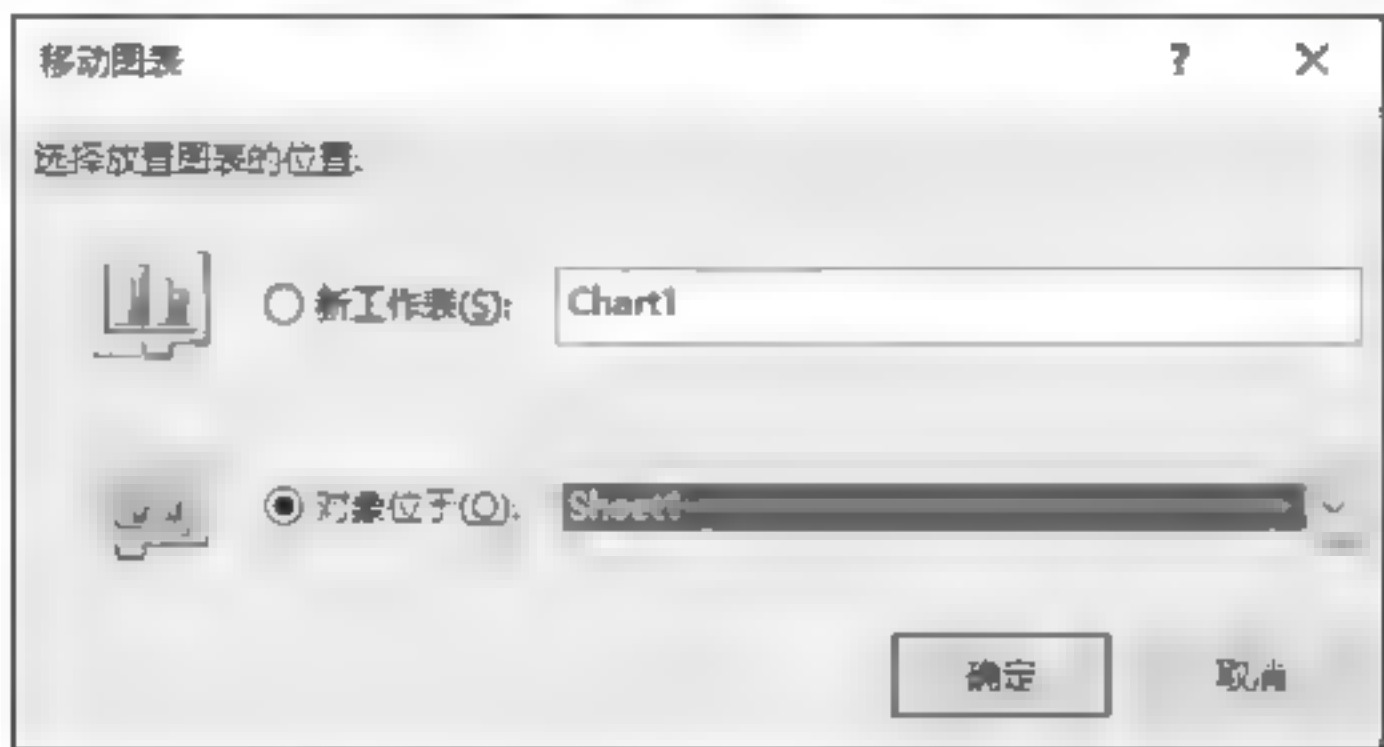 移动图表 ? ×
选择放置图表的位置:
新工作表(S): Chart1
对象位于(O): Sheet1
确定 取消